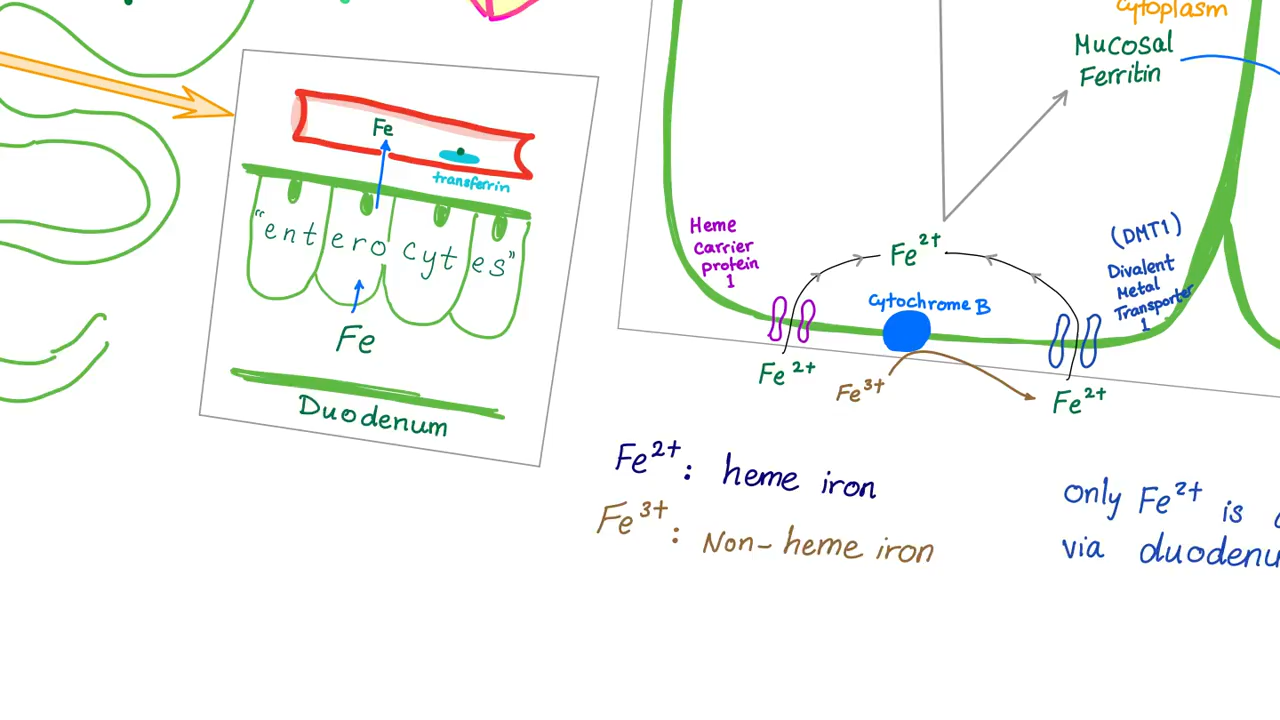 Fe
transferrin
"enterocytes"
Fe
Duodenum
cytoplasm
Mucosal
Ferritin
Heme
Carrier
protein
1
Fe2+
(DMT1)
Divalent
Metal
Transporter
1
Cytochrome B
Fe2+
Fe3+
Fe2+
Fe2+: heme iron
Fe3+: Non-heme iron
only Fe2+ is
via